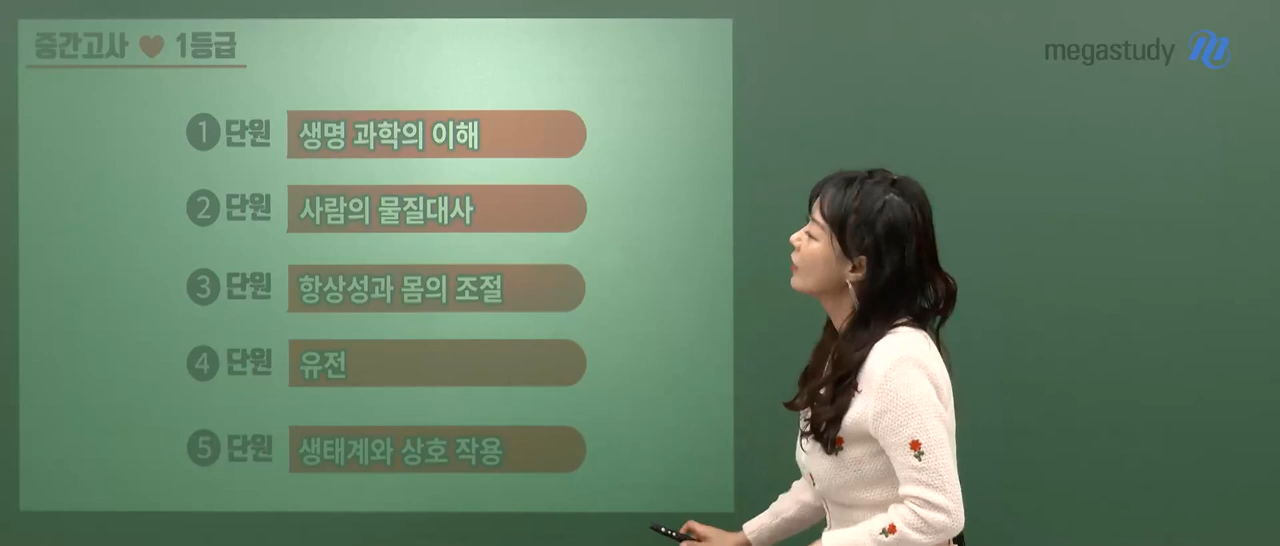 중간고사 ♥ 1등급
megastudy
1 단원 생명 과학의 이해
2 단원 사람의 물질대사
3 단원 항상성과 몸의 조절
4 단원 유전
5 단원 생태계와 상호 작용